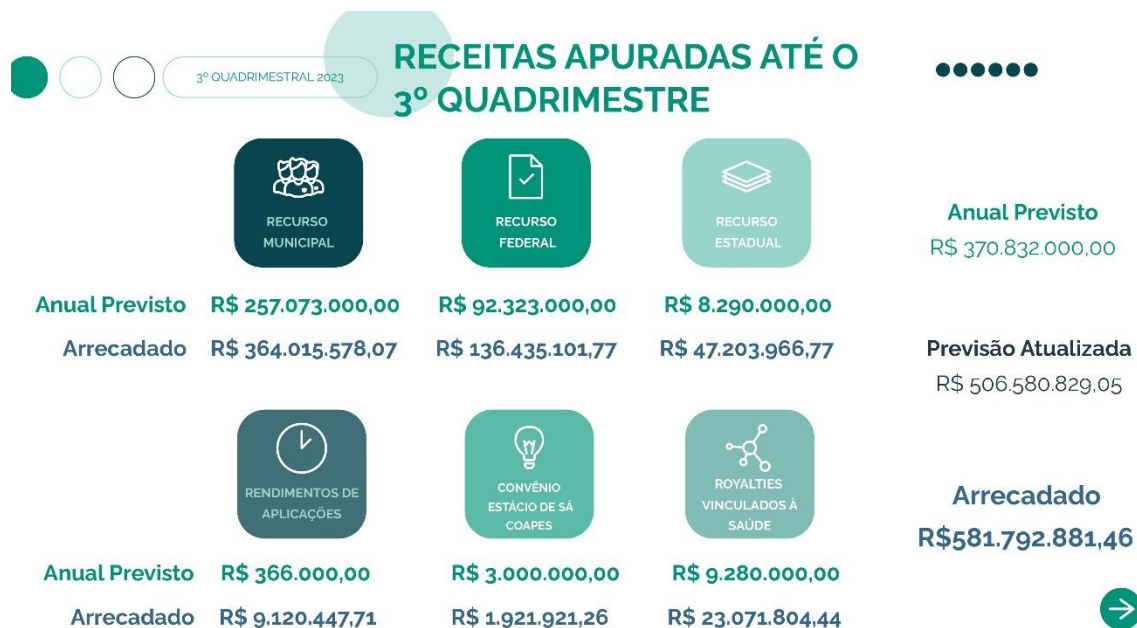 3º QUADRIMESTRAL 2023
RECEITAS APURADAS ATÉ O
3º QUADRIMESTRE
RECURSO
MUNICIPAL
RECURSO
FEDERAL
RECURSO
ESTADUAL
Anual Previsto R$ 257.073.000,00 R$ 92.323.000,00 R$ 8.290.000,00
Arrecadado R$ 364.015.578,07 R$ 136.435.101,77 R$ 47.203.966,77
RENDIMENTOS DE
APLICAÇÕES
CONVÊNIO
ESTÁCIO DE SÁ
COAPES
ROYALTIES
VINCULADOS À
SAÚDE
Anual Previsto R$ 366.000,00 R$ 3.000.000,00 R$ 9.280.000,00
Arrecadado R$ 9.120.447,71 R$ 1.921.921,26 R$ 23.071.804,44
Anual Previsto
R$ 370.832.000,00
Previsão Atualizada
R$ 506.580.829,05
Arrecadado
R$581.792.881,46